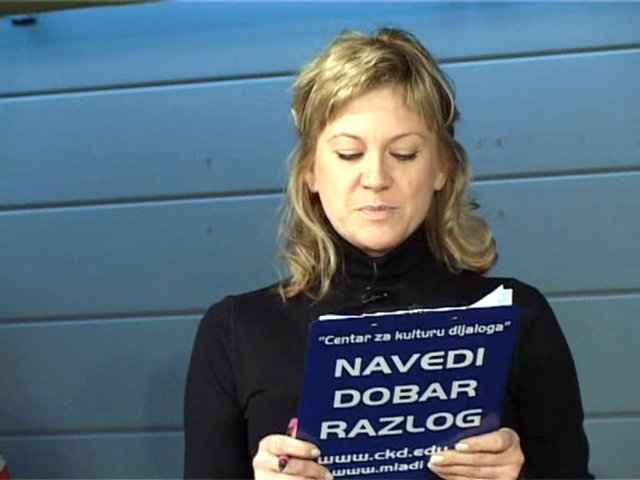 "Centar za kulturu dijaloga"
NAVEDI
DOBAR
RAZLOG
www.ckd.edu
www.mladi